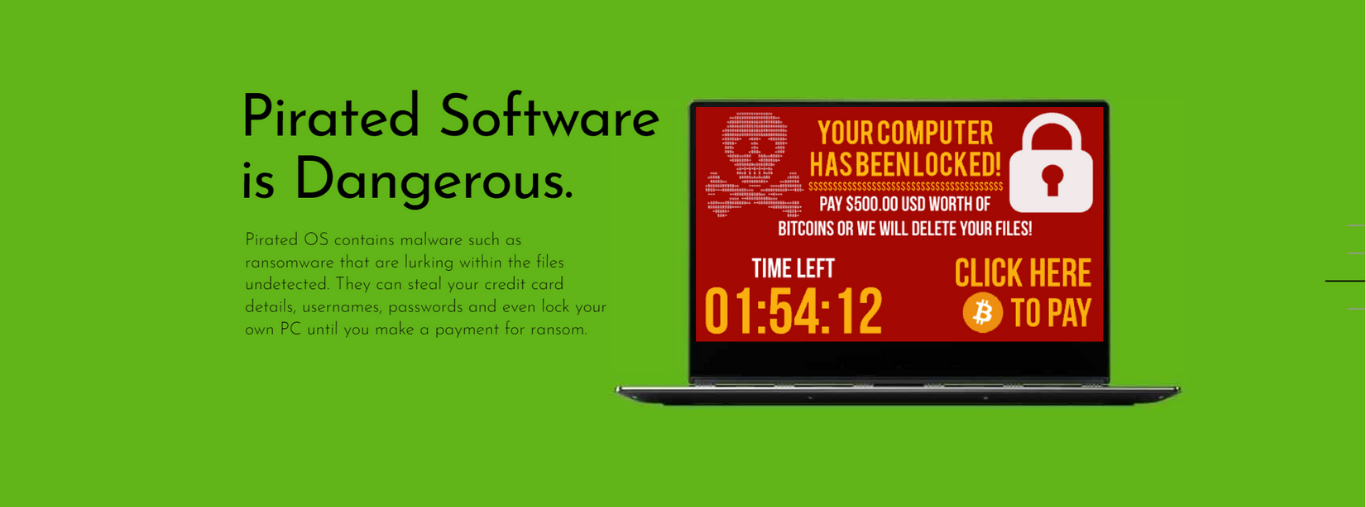 Pirated Software
is Dangerous.
Pirated OS contains malware such as
ransomware that are lurking within the files
undetected. They can steal your credit card
details, usernames, passwords and even lock your
own PC until you make a payment for ransom.
YOUR COMPUTER
HAS BEEN LOCKED!
$$$$$$$$$$$$$$$$$$$$$$$$$$$$$$$$$$$$$$$$
PAY $500.00 USD WORTH OF
BITCOINS OR WE WILL DELETE YOUR FILES!
TIME LEFT
01:54:12
CLICK HERE
TO PAY